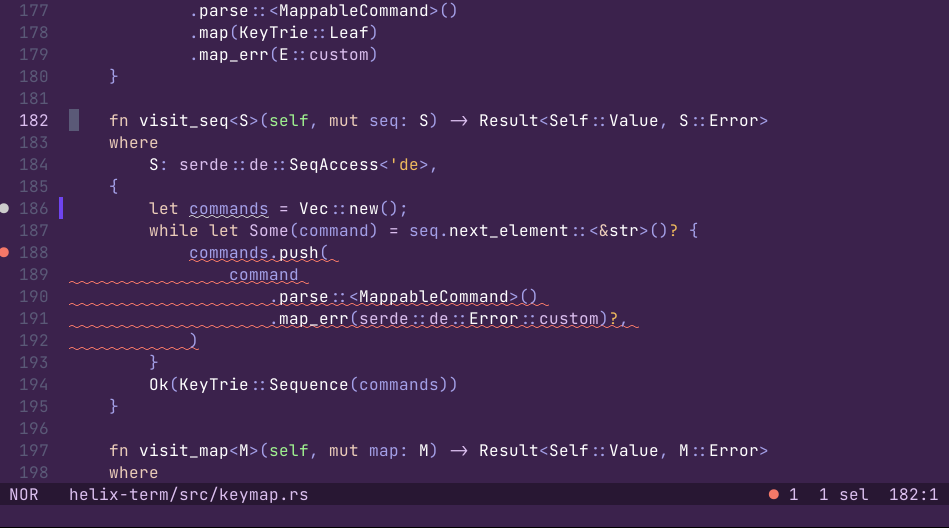 177             .parse::<MappableCommand>()
178             .map(KeyTrie::Leaf)
179             .map_err(E::custom)
180     }
181
182     fn visit_seq<S>(self, mut seq: S) -> Result<Self::Value, S::Error>
183     where
184         S: serde::de::SeqAccess<'de>,
185     {
186         let commands = Vec::new();
187         while let Some(command) = seq.next_element::<&str>()? {
188             commands.push(
189                 command
190                     .parse::<MappableCommand>()
191                     .map_err(serde::de::Error::custom)?,
192             )
193         }
194         Ok(KeyTrie::Sequence(commands))
195     }
196
197     fn visit_map<M>(self, mut map: M) -> Result<Self::Value, M::Error>
198     where
NOR   helix-term/src/keymap.rs   ● 1  1 sel  182:1